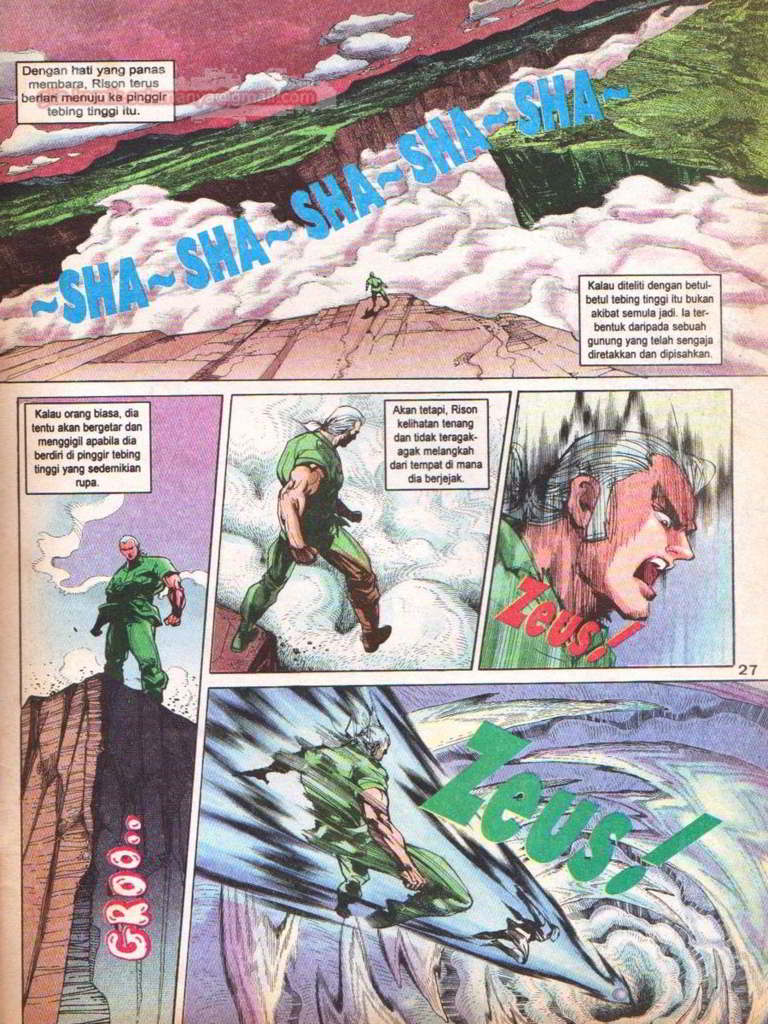 Dengan hati yang panas
membara, Rison terus
berlari menuju ke pinggir
tebing tinggi itu.
~SHA~SHA~SHA~SHA~SHA~
Kalau diteliti dengan betul-
betul tebing tinggi itu bukan
akibat semula jadi. Ia ter-
bentuk daripada sebuah
gunung yang telah sengaja
diretakkan dan dipisahkan.
Kalau orang biasa, dia
tentu akan bergetar dan
menggigil apabila dia
berdiri di pinggir tebing
tinggi yang sedemikian
rupa.
GROO..
Akan tetapi, Rison
kelihatan tenang
dan tidak teragak-
agak melangkah
dari tempat di mana
dia berjejak.
Zeus!
27
Zeus!